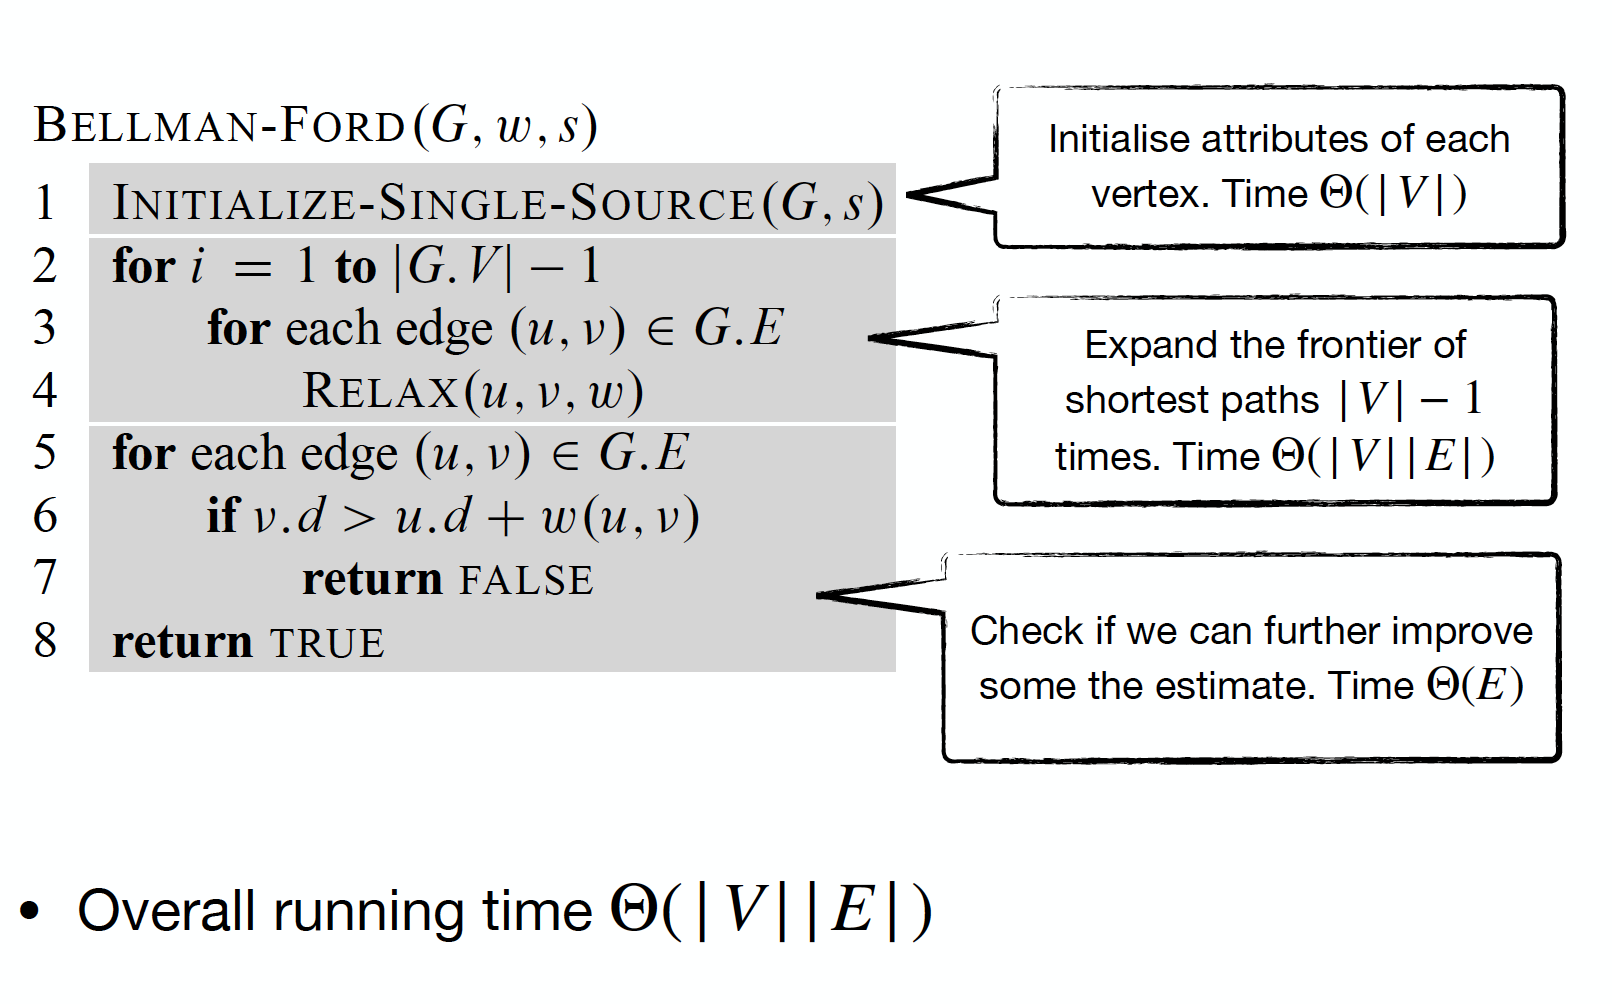 BELLMAN-FORD(G, w, s)
1 INITIALIZE-SINGLE-SOURCE(G, s)
2 for i = 1 to |G.V| − 1
3 for each edge (u, v) ∈ G.E
4 RELAX(u, v, w)
5 for each edge (u, v) ∈ G.E
6 if v.d > u.d + w(u, v)
7 return FALSE
8 return TRUE
Initialise attributes of each
vertex. Time Θ(|V|)
Expand the frontier of
shortest paths |V| − 1
times. Time Θ(|V||E|)
Check if we can further improve
some the estimate. Time Θ(E)
• Overall running time Θ(|V||E|)